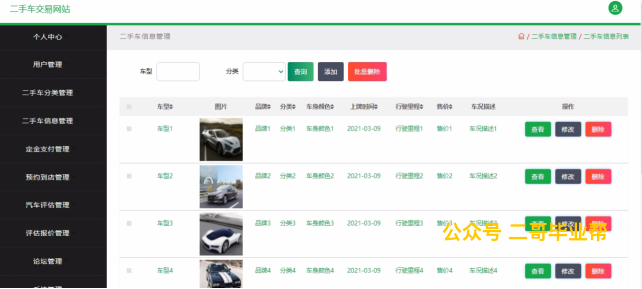 二手车交易网站
个人中心
用户管理
二手车分类管理
二手车信息管理
定金支付管理
预约到店管理
汽车评估管理
评估报价管理
论坛管理
二手车信息管理
/ 二手车信息管理 / 二手车信息列表
车型 分类 查询 添加 批量删除
车型 图片 品牌 分类 车身颜色 上牌时间 行驶里程 售价 车况描述 操作
车型1 品牌1 分类1 车身颜色1 2021-03-09 行驶里程1 售价1 车况描述1 查看 修改 删除
车型2 品牌2 分类2 车身颜色2 2021-03-09 行驶里程2 售价2 车况描述2 查看 修改 删除
车型3 品牌3 分类3 车身颜色3 2021-03-09 行驶里程3 售价3 车况描述3 查看 修改 删除
公众号 二哥毕业帮
车型4 品牌4 分类4 车身颜色4 2021-03-09 行驶里程4 售价4 车况描述4 查看 修改 删除